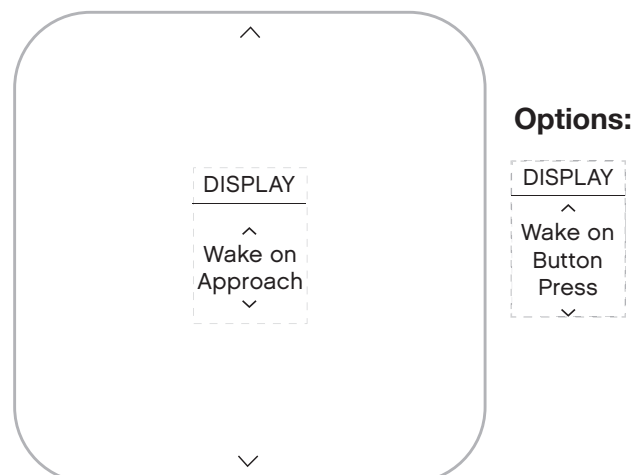 DISPLAY
Wake on
Approach
Options:
DISPLAY
Wake on
Button
Press